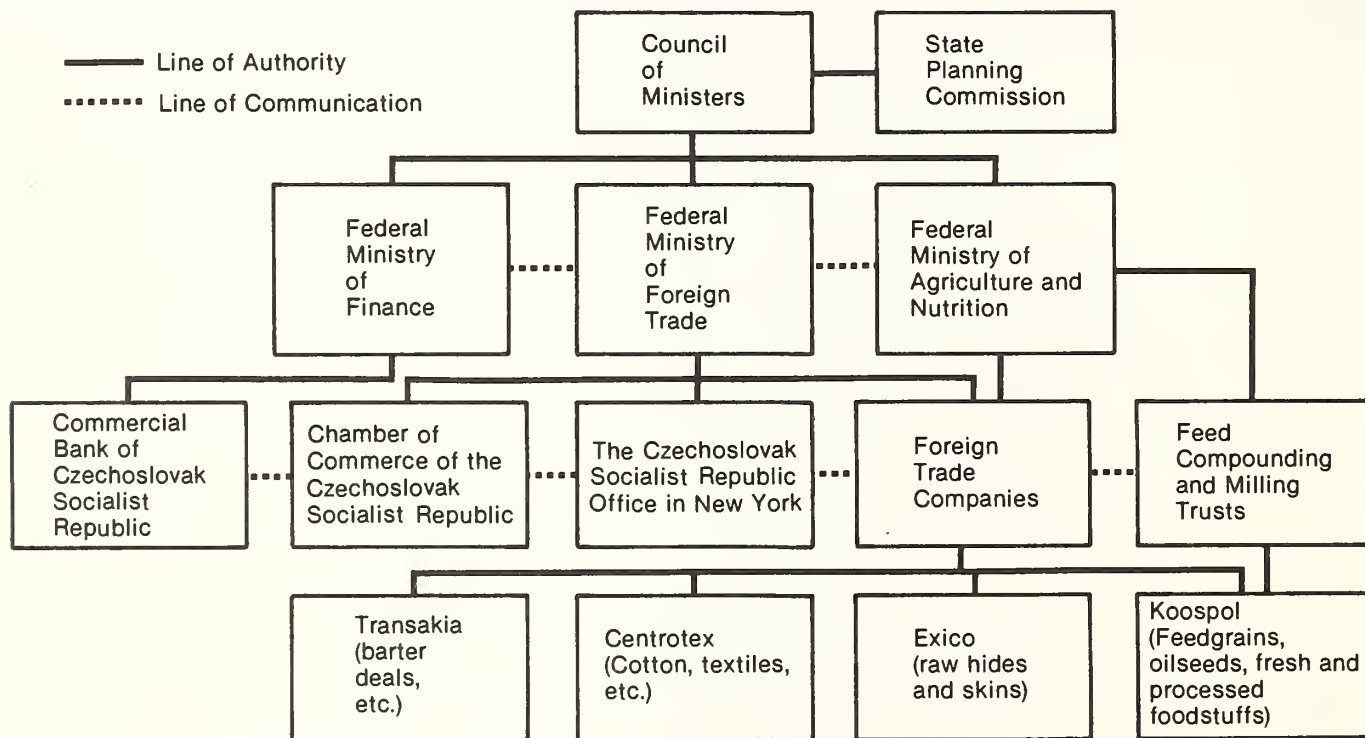 Line of Authority
Line of Communication
Council
of
Ministers
State
Planning
Commission
Federal
Ministry
of
Finance
Federal
Ministry
of
Foreign
Trade
Federal
Ministry of
Agriculture and
Nutrition
Commercial
Bank of
Czechoslovak
Socialist
Republic
Chamber of
Commerce of the
Czechoslovak
Socialist Republic
The Czechoslovak
Socialist Republic
Office in New York
Foreign
Trade
Companies
Feed
Compounding
and Milling
Trusts
Transakia
(barter
deals,
etc.)
Centrotex
(Cotton, textiles,
etc.)
Exico
(raw hides
and skins)
Koospol
(Feedgrains,
oilseeds, fresh and
processed
foodstuffs)